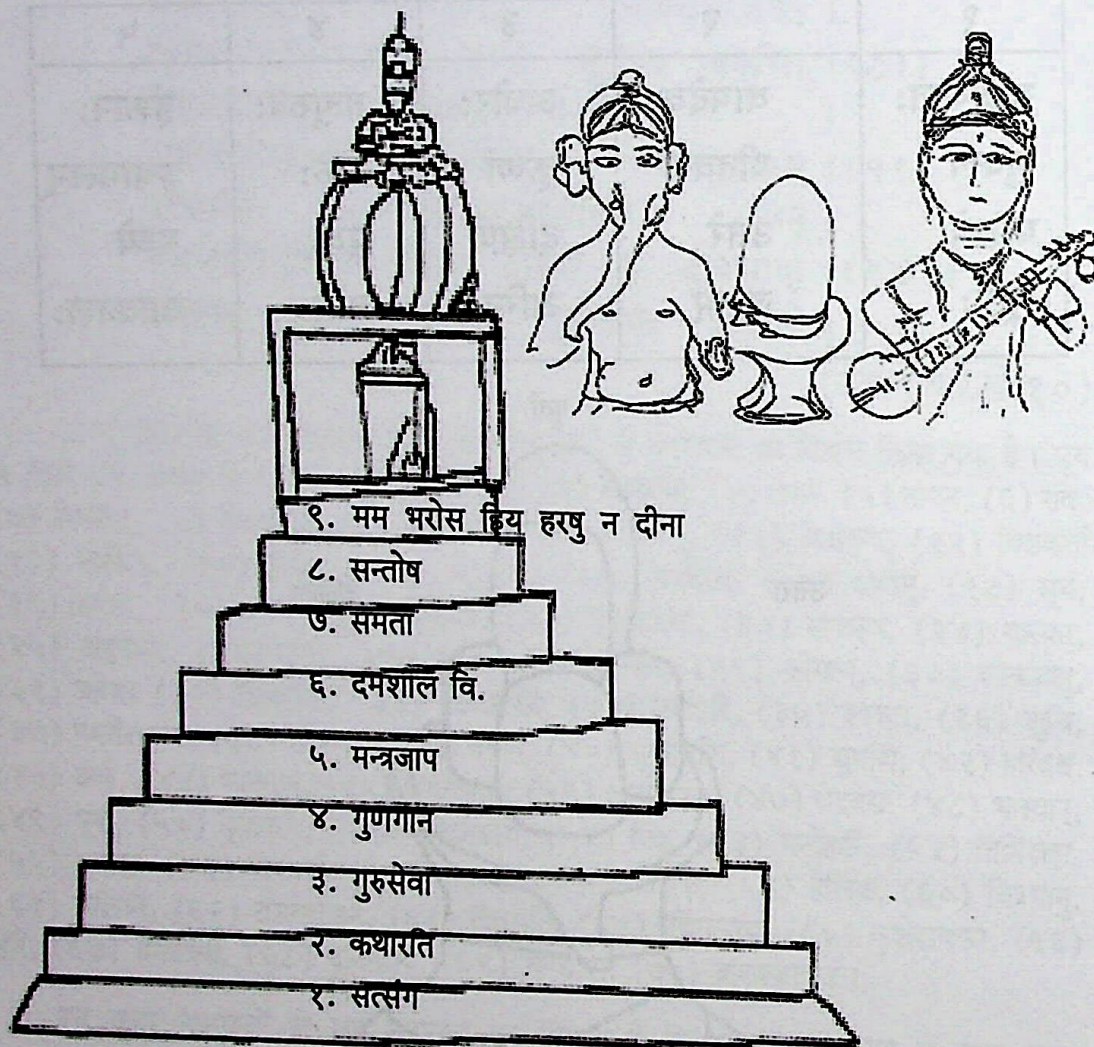 ९. मम भरोस हिय हरषु न दीना
८. सन्तोष
७. समता
६. दमशील वि.
५. मन्त्रजाप
४. गुणगान
३. गुरुसेवा
२. कथारति
१. सत्संग